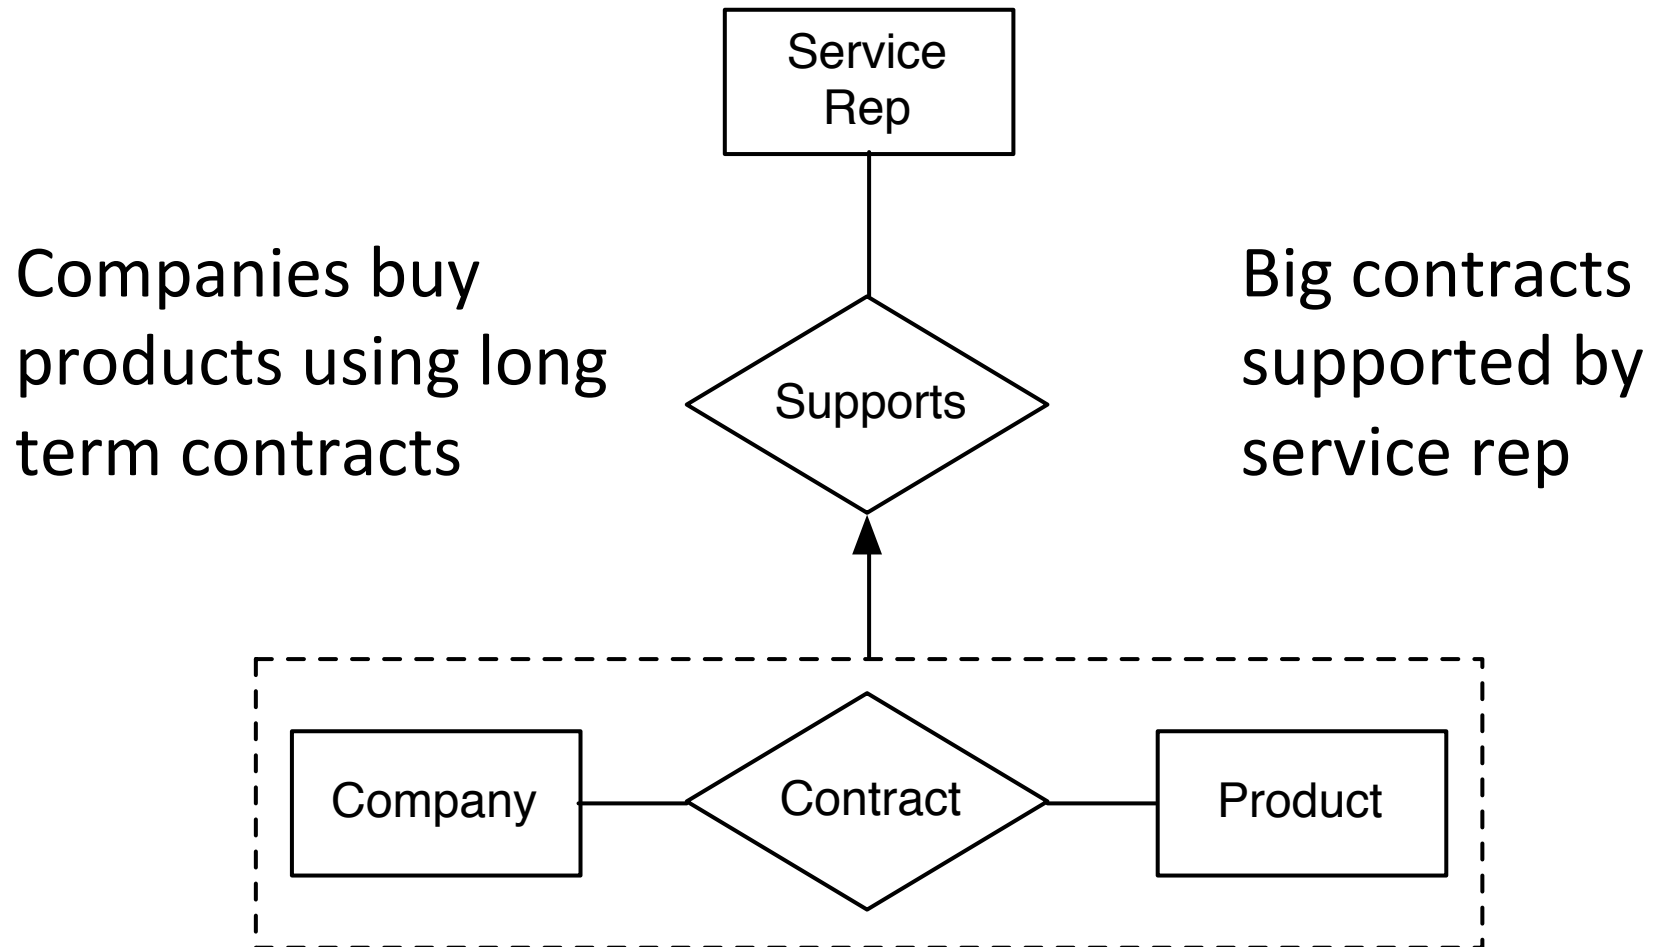 Service
Rep
Companies buy
products using long
term contracts
Big contracts
supported by
service rep
Supports
Company
Contract
Product